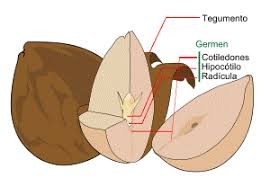 Tegumento
Germen
Cotiledones
Hipocótilo
Radícula